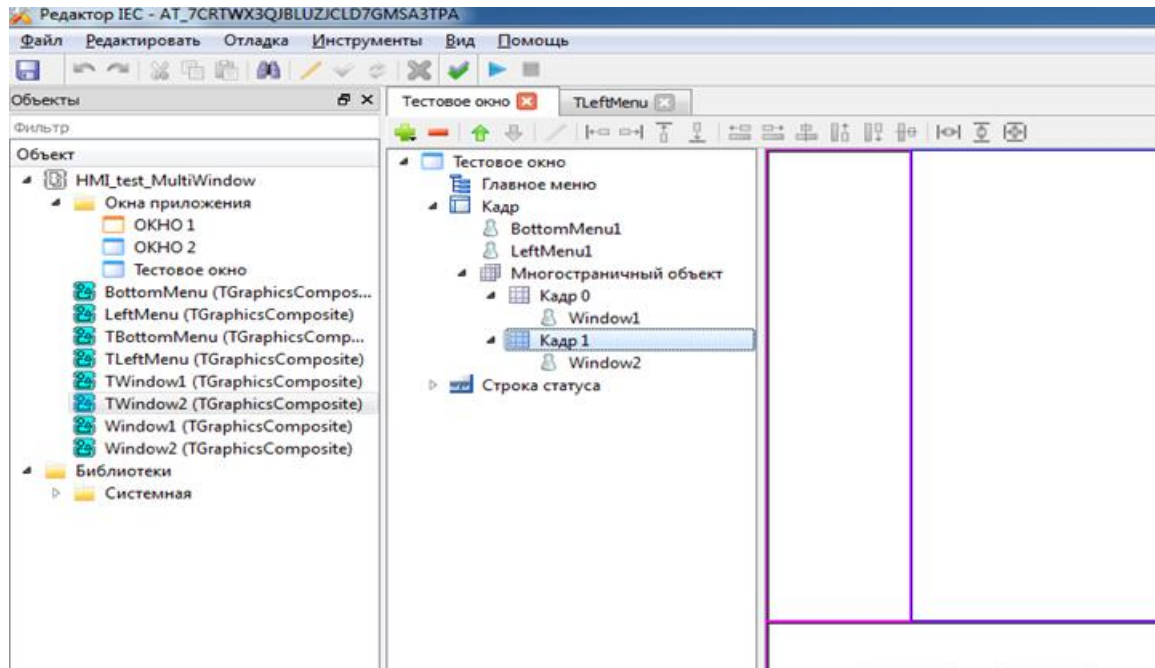 Редактор IEC - AT_7CRTWX3QJBLUZJCLD7GMSA3TPA
Файл Редактировать Отладка Инструменты Вид Помощь
Объекты
Фильтр
Объект
HMI_test_MultiWindow
Окна приложения
ОКНО 1
ОКНО 2
Тестовое окно
BottomMenu (TGraphicsCompos...
LeftMenu (TGraphicsComposite)
TBottomMenu (TGraphicsComp...
TLeftMenu (TGraphicsComposite)
TWindow1 (TGraphicsComposite)
TWindow2 (TGraphicsComposite)
Window1 (TGraphicsComposite)
Window2 (TGraphicsComposite)
Библиотеки
Системная
Тестовое окно TLeftMenu
Тестовое окно
Главное меню
Кадр
BottomMenu1
LeftMenu1
Многостраничный объект
Кадр 0
Window1
Кадр 1
Window2
Строка статуса